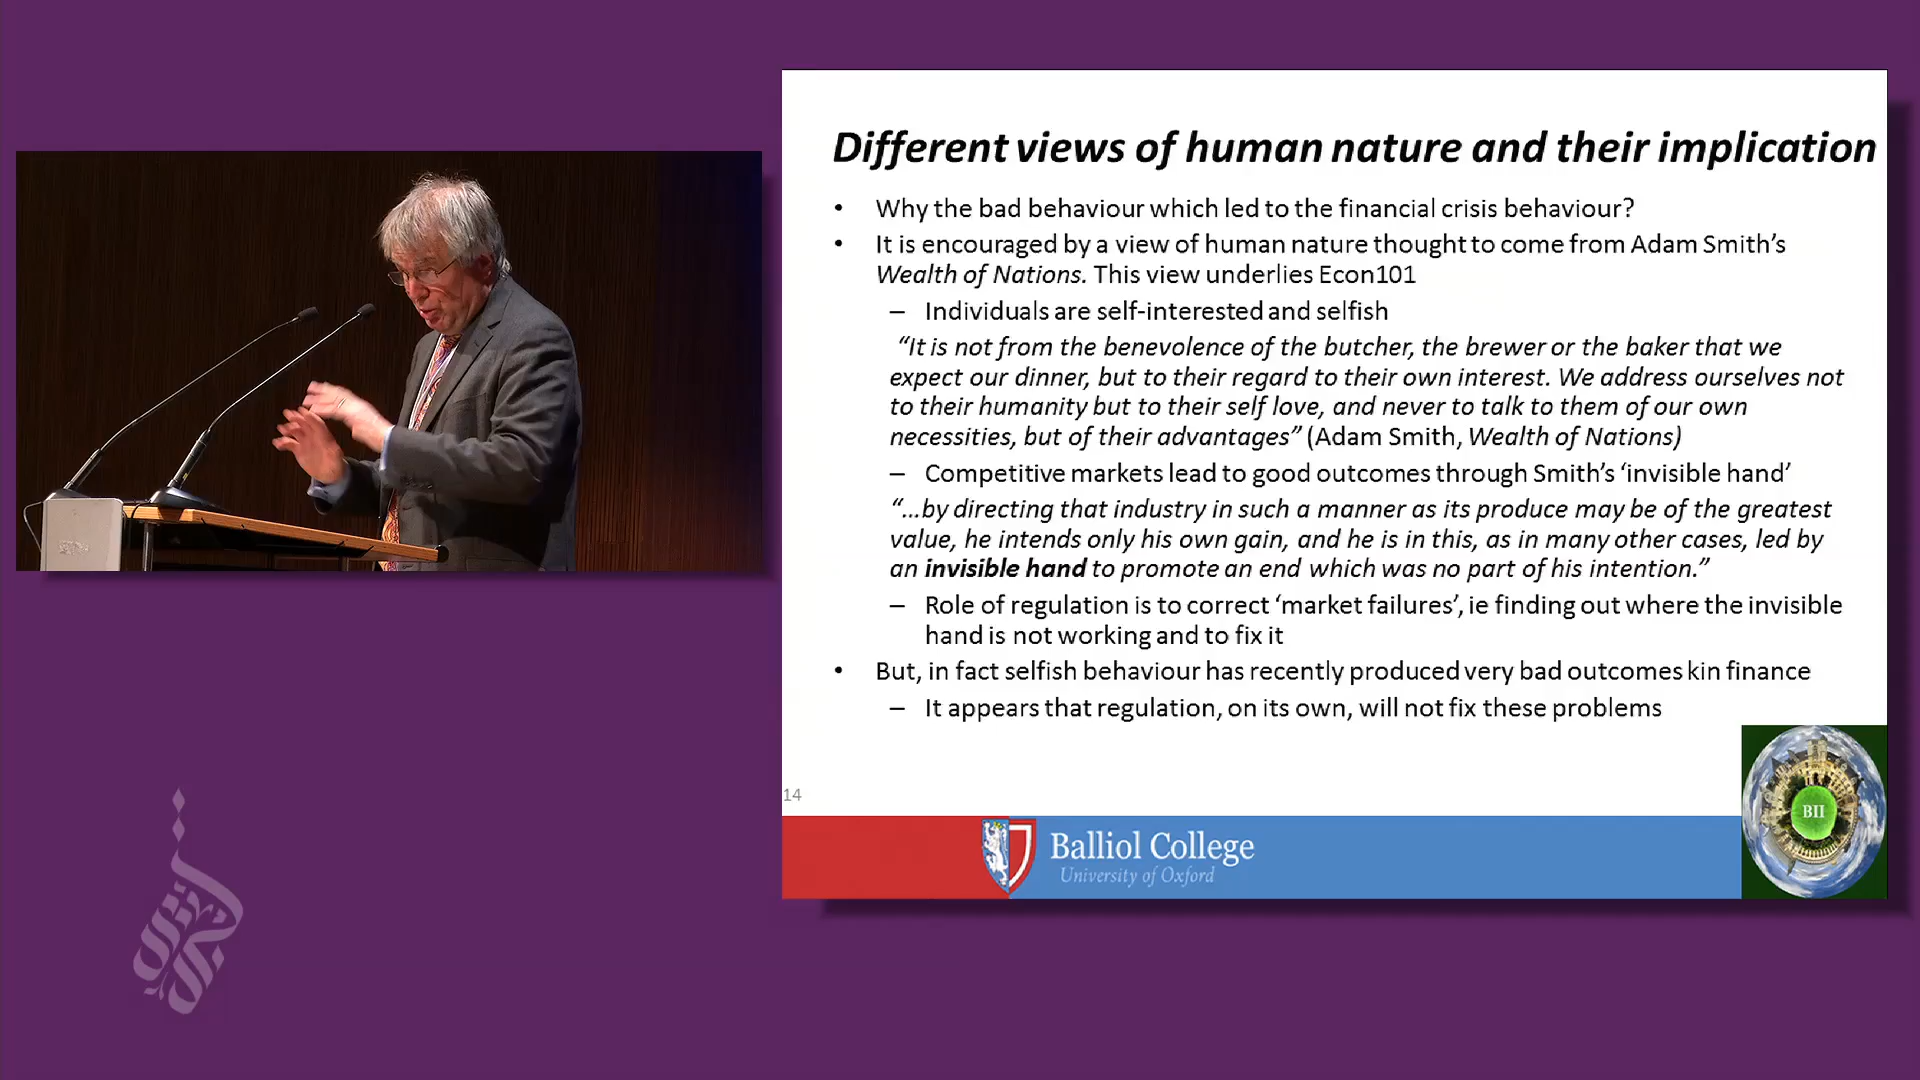 Different views of human nature and their implication
• Why the bad behaviour which led to the financial crisis behaviour?
• It is encouraged by a view of human nature thought to come from Adam Smith’s
Wealth of Nations. This view underlies Econ101
– Individuals are self-interested and selfish
“It is not from the benevolence of the butcher, the brewer or the baker that we
expect our dinner, but to their regard to their own interest. We address ourselves not
to their humanity but to their self love, and never to talk to them of our own
necessities, but of their advantages” (Adam Smith, Wealth of Nations)
– Competitive markets lead to good outcomes through Smith’s ‘invisible hand’
“…by directing that industry in such a manner as its produce may be of the greatest
value, he intends only his own gain, and he is in this, as in many other cases, led by
an invisible hand to promote an end which was no part of his intention.”
– Role of regulation is to correct ‘market failures’, ie finding out where the invisible
hand is not working and to fix it
• But, in fact selfish behaviour has recently produced very bad outcomes kin finance
– It appears that regulation, on its own, will not fix these problems
14
Balliol College
University of Oxford
BII